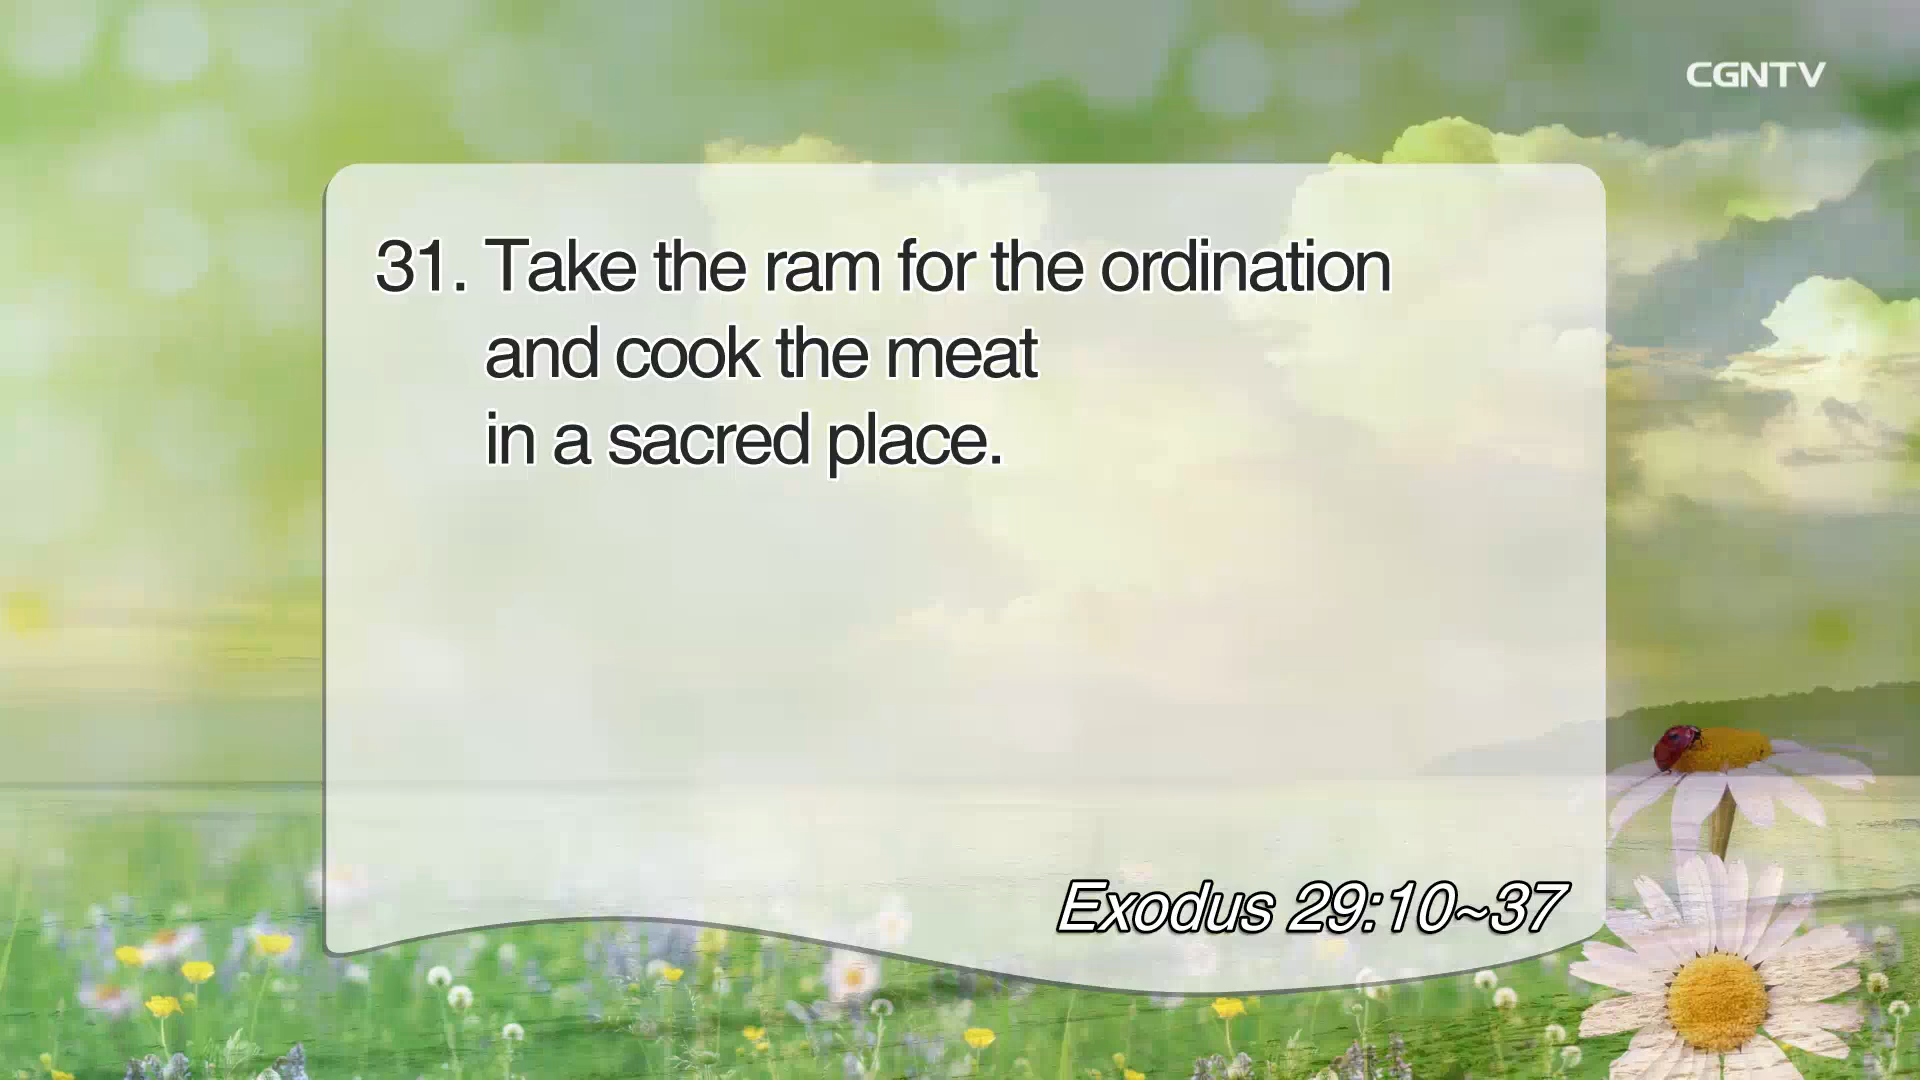 CGNTV
31. Take the ram for the ordination
and cook the meat
in a sacred place.
Exodus 29:10~37